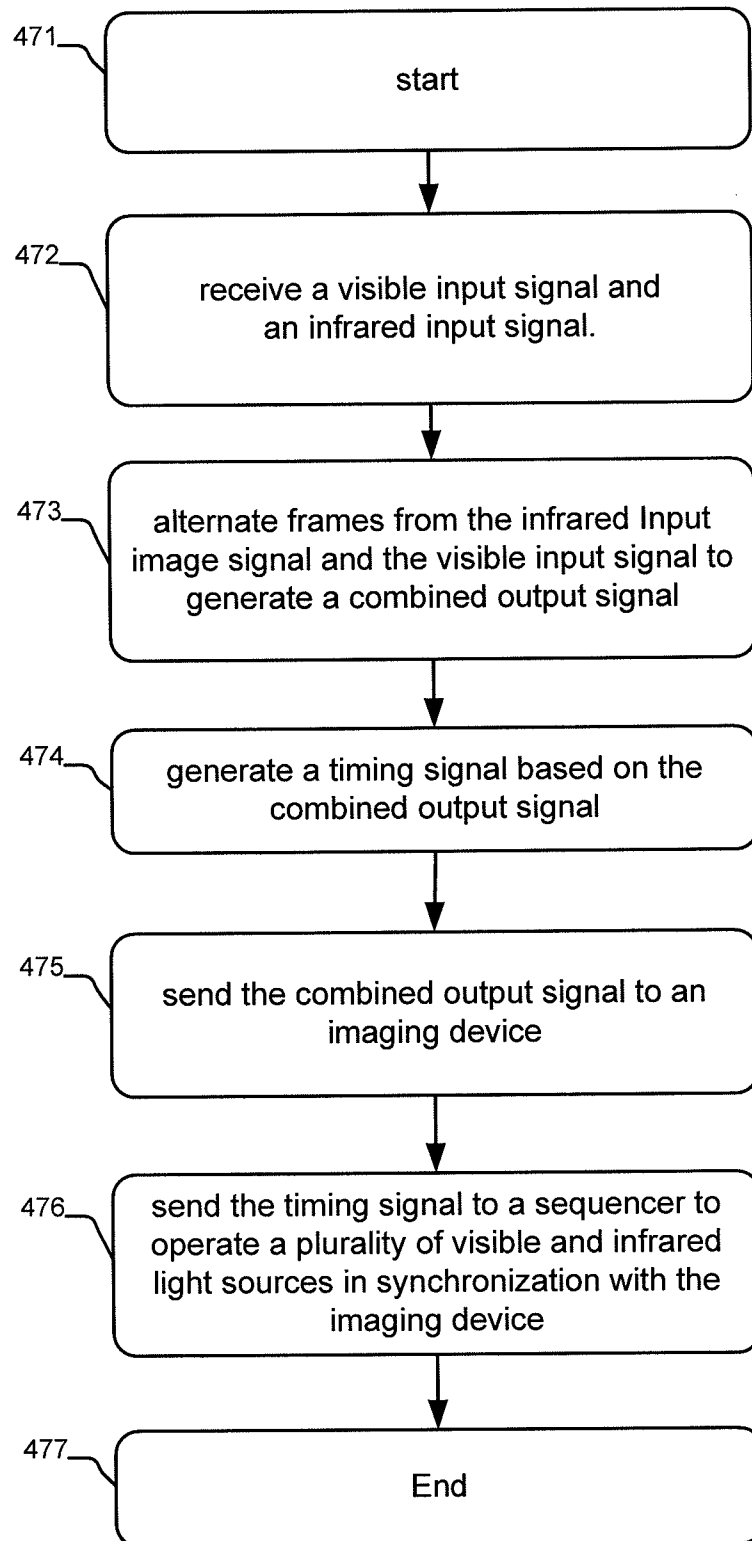 471
start
472
receive a visible input signal and
an infrared input signal.
473
alternate frames from the infrared Input
image signal and the visible input signal to
generate a combined output signal
474
generate a timing signal based on the
combined output signal
475
send the combined output signal to an
imaging device
476
send the timing signal to a sequencer to
operate a plurality of visible and infrared
light sources in synchronization with the
imaging device
477
End